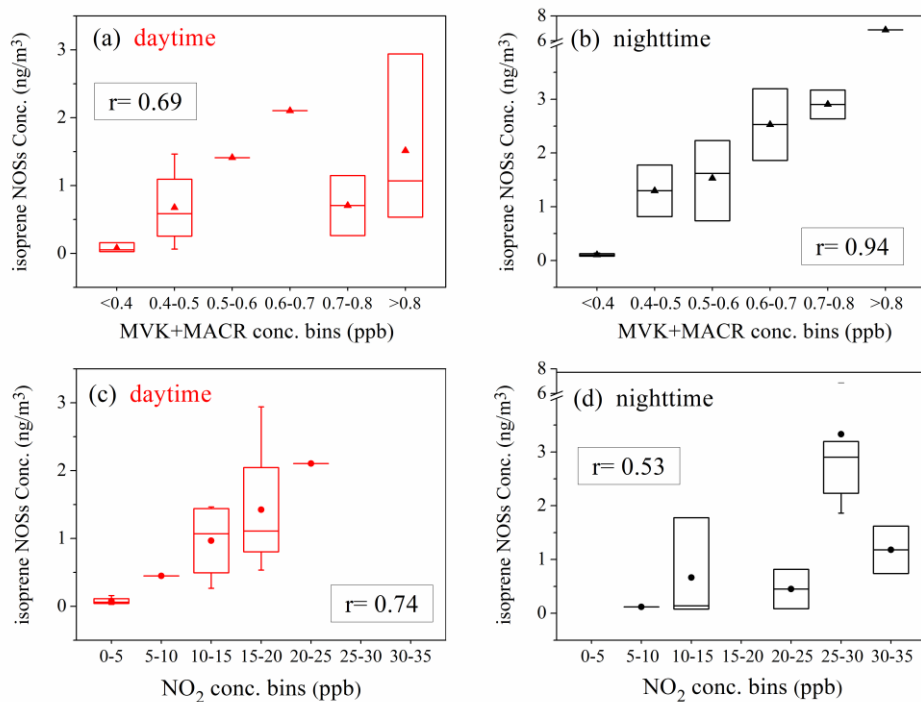 (a) daytime
r= 0.69
isoprene NOSs Conc. (ng/m³)
3
2
1
0
<0.4 0.4-0.5 0.5-0.6 0.6-0.7 0.7-0.8 >0.8
MVK+MACR conc. bins (ppb)
(b) nighttime
r= 0.94
isoprene NOSs Conc. (ng/m³)
8
6
3
2
1
0
<0.4 0.4-0.5 0.5-0.6 0.6-0.7 0.7-0.8 >0.8
MVK+MACR conc. bins (ppb)
(c) daytime
r= 0.74
isoprene NOSs Conc. (ng/m³)
3
2
1
0
0-5 5-10 10-15 15-20 20-25 25-30 30-35
NO₂ conc. bins (ppb)
(d) nighttime
r= 0.53
isoprene NOSs Conc. (ng/m³)
8
6
3
2
1
0
0-5 5-10 10-15 15-20 20-25 25-30 30-35
NO₂ conc. bins (ppb)